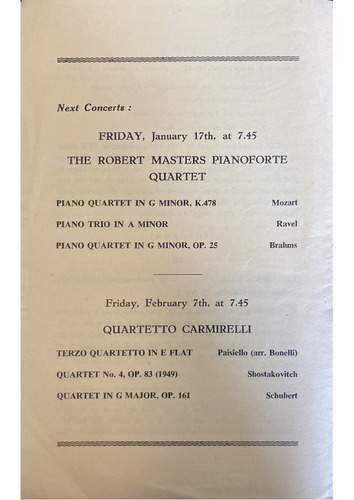 Next Concerts :
FRIDAY, January 17th, at 7.45
THE ROBERT MASTERS PIANOFORTE
QUARTET
PIANO QUARTET IN G MINOR, K.478 Mozart
PIANO TRIO IN A MINOR Ravel
PIANO QUARTET IN G MINOR, OP. 25 Brahms
Friday, February 7th, at 7.45
QUARTETTO CARMIRELLI
TERZO QUARTETTO IN E FLAT Paisiello (arr. Bonelli)
QUARTET No. 4, OP. 83 (1949) Shostakovitch
QUARTET IN G MAJOR, OP. 161 Schubert